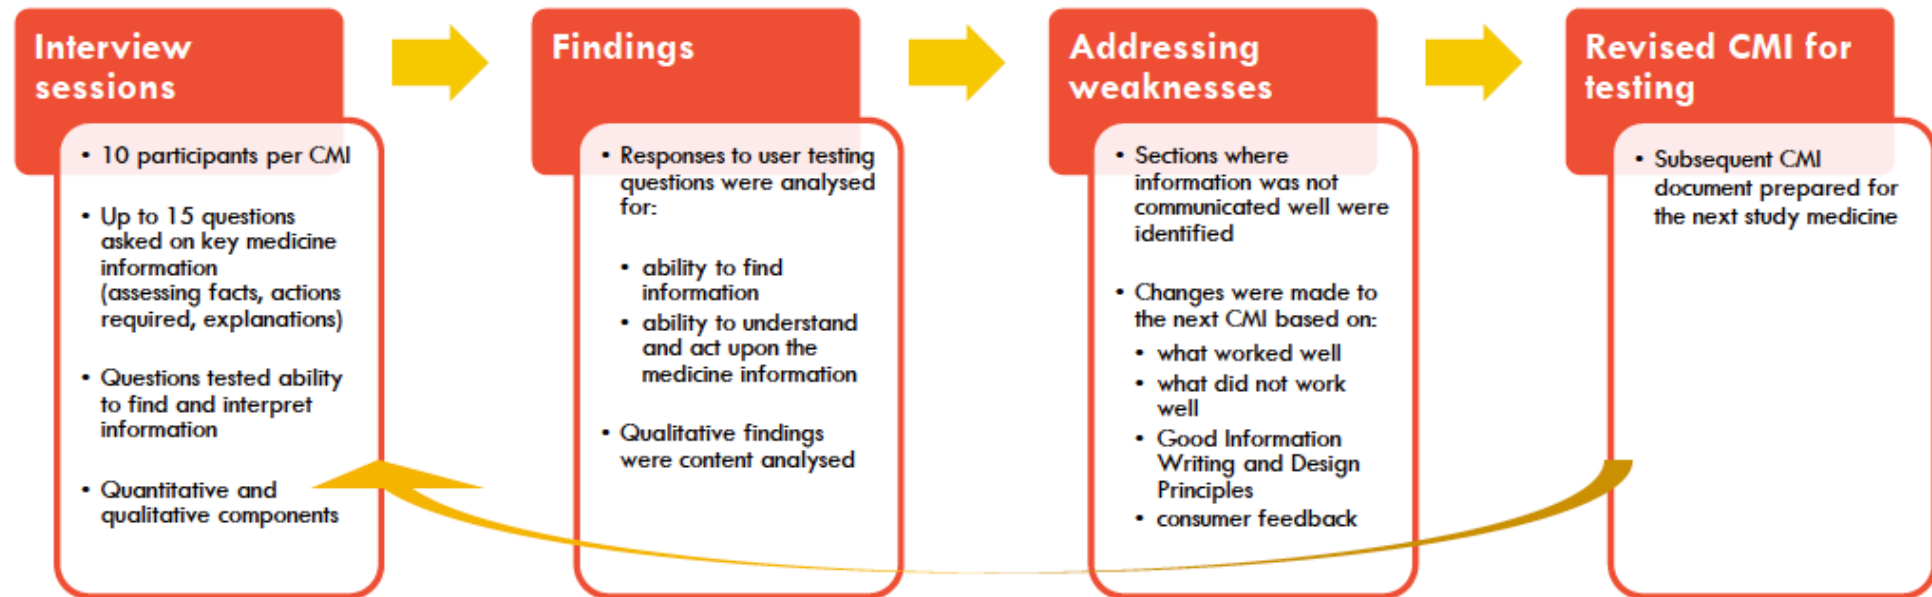 Interview
sessions
• 10 participants per CMI
• Up to 15 questions
asked on key medicine
information
(assessing facts, actions
required, explanations)
• Questions tested ability
to find and interpret
information
• Quantitative and
qualitative components
Findings
• Responses to user testing
questions were analysed
for:
• ability to find
information
• ability to understand
and act upon the
medicine information
• Qualitative findings
were content analysed
Addressing
weaknesses
• Sections where
information was not
communicated well were
identified
• Changes were made to
the next CMI based on:
• what worked well
• what did not work
well
• Good Information
Writing and Design
Principles
• consumer feedback
Revised CMI for
testing
• Subsequent CMI
document prepared for
the next study medicine